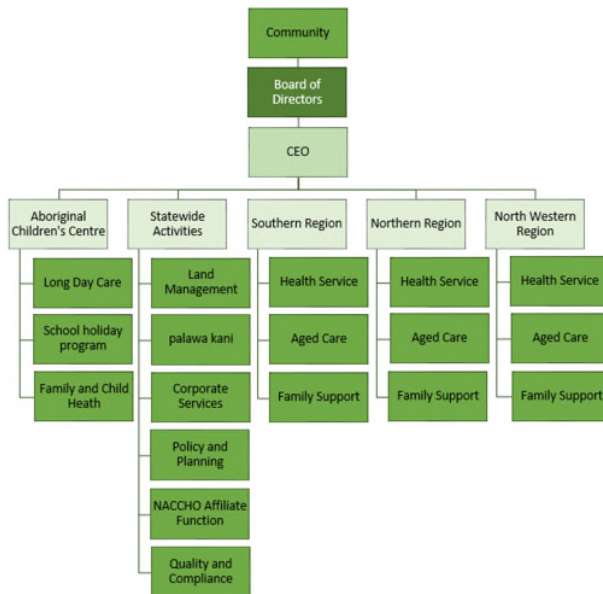 Community
Board of
Directors
CEO
Aboriginal
Children's Centre
Long Day Care
School holiday
program
Family and Child
Heath
Statewide
Activities
Land
Management
palawa kani
Corporate
Services
Policy and
Planning
NACCHO Affiliate
Function
Quality and
Compliance
Southern Region
Health Service
Aged Care
Family Support
Northern Region
Health Service
Aged Care
Family Support
North Western
Region
Health Service
Aged Care
Family Support